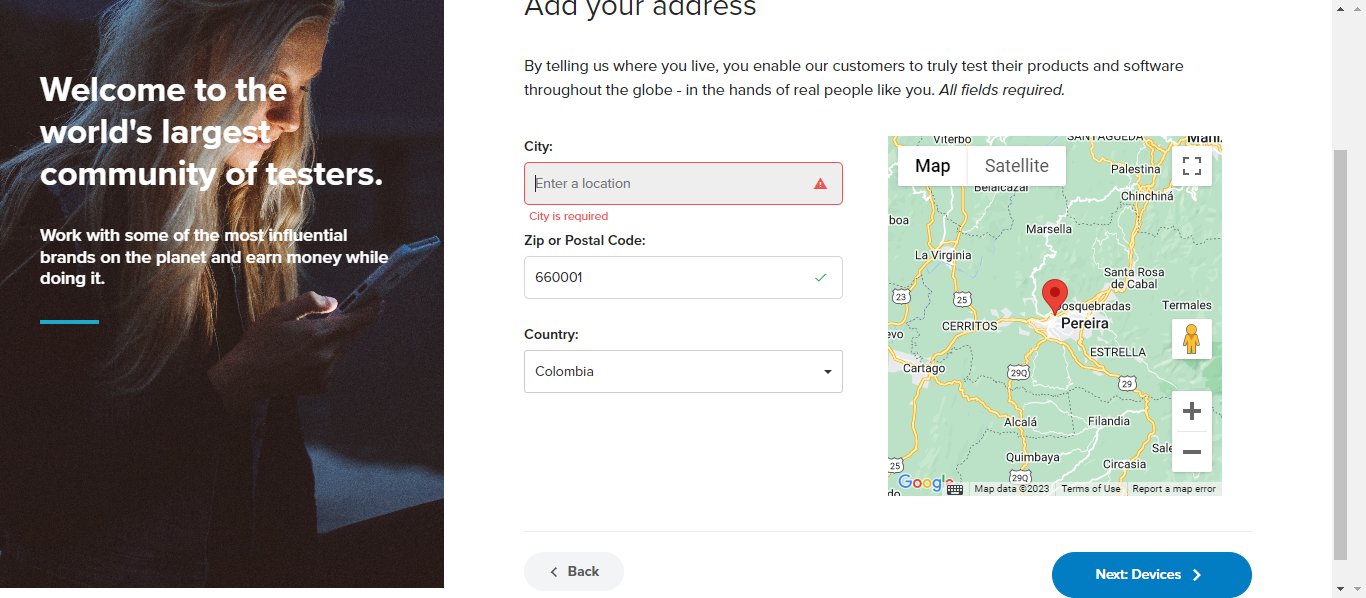 Add your address
Welcome to the
world's largest
community of testers.
Work with some of the most influential
brands on the planet and earn money while
doing it.
By telling us where you live, you enable our customers to truly test their products and software
throughout the globe - in the hands of real people like you. All fields required.
City:
Enter a location
City is required
Zip or Postal Code:
660001
Country:
Colombia
Map
Satellite
Viterbo
SANTAGUEDA
Palestina
Belalcázar
Chinchiná
boa
Marsella
La Virginia
Santa Rosa
de Cabal
23
25
Termales
Dosquebradas
CERRITOS
Pereira
evo
ESTRELLA
Cartago
29Q
29
Alcalá
Filandia
Quimbaya
Sale
Circasia
25
29Q
Google
Map data ©2023
Terms of Use
Report a map error
Back
Next: Devices